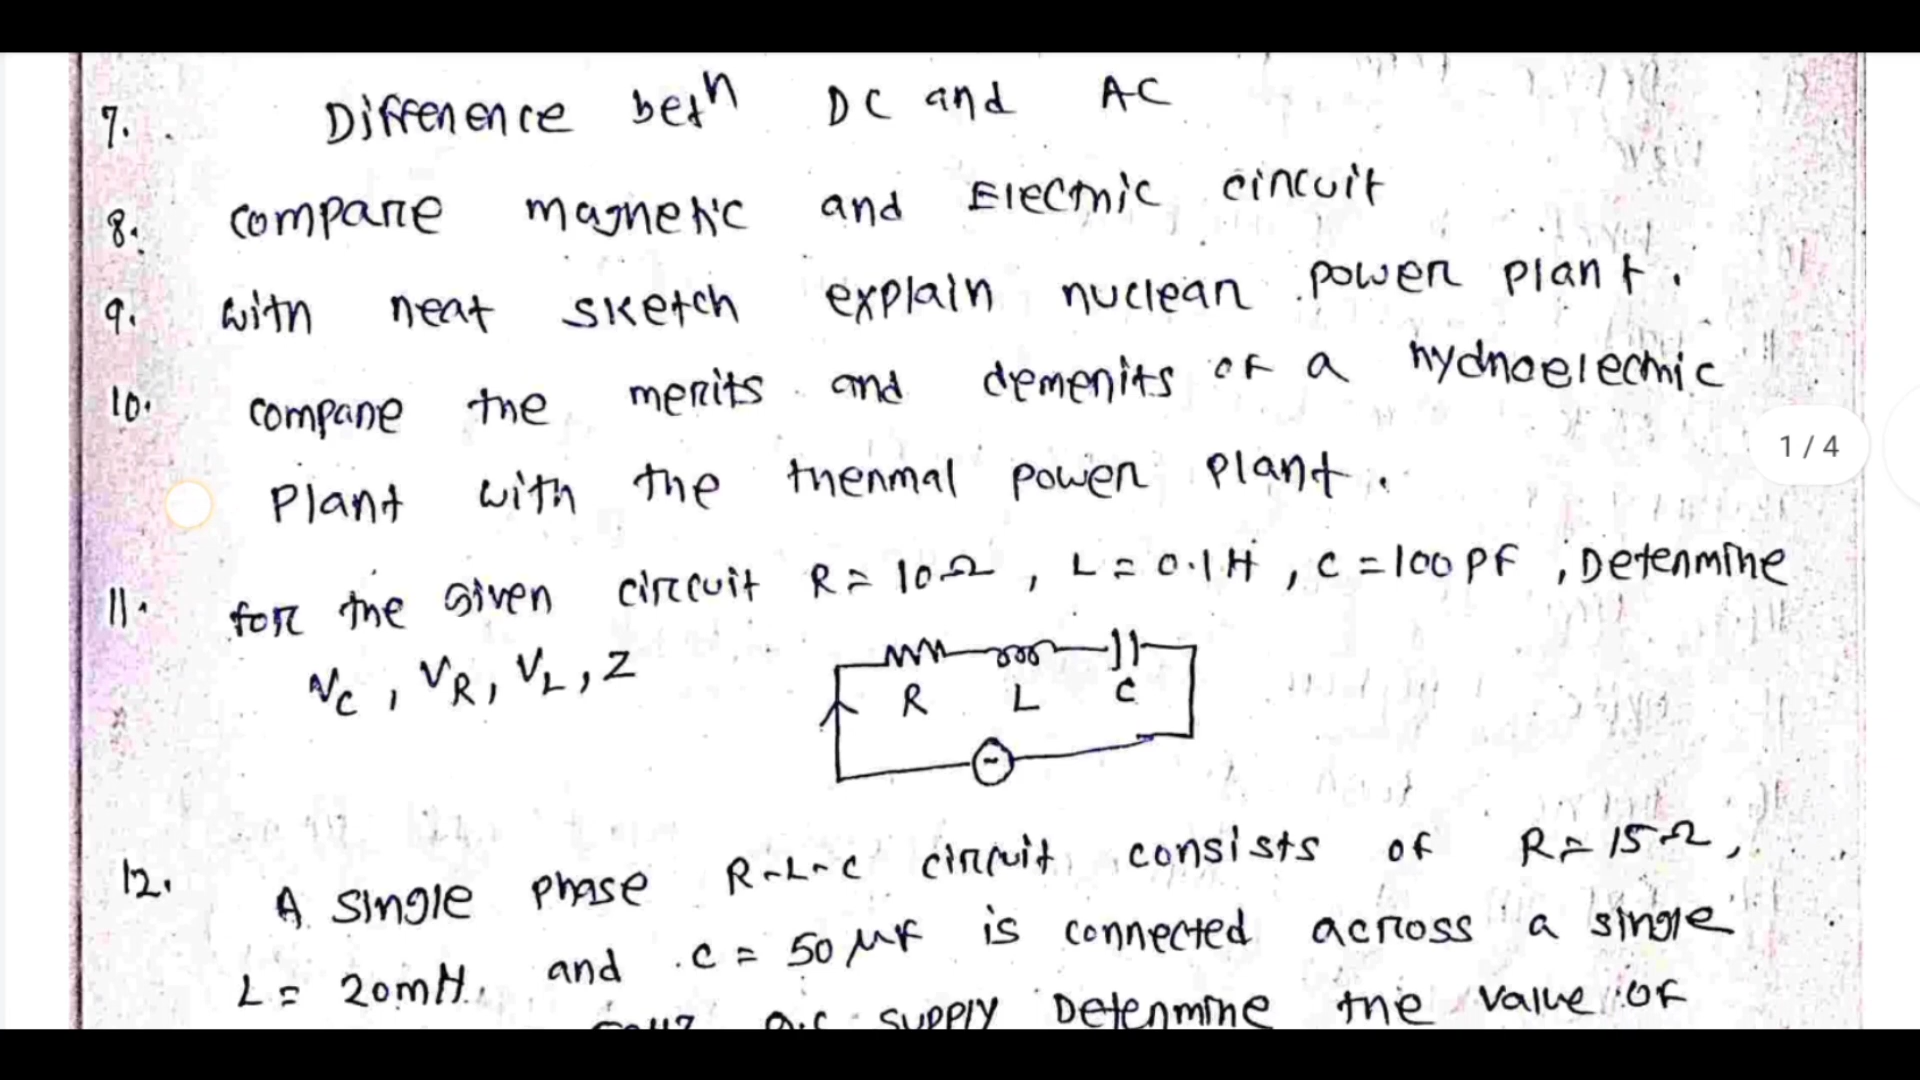 7. Difference betn DC and AC
8. compare magnetic and Electric circuit
9. with neat sketch explain nuclear power plant.
10. compare the merits and demerits of a hydroelectric
plant with the thermal power plant.
1 / 4
11. for the given circuit R = 10Ω, L = 0.1H, C = 100 PF, Determine
VC, VR, VL, Z
R L C
~
12. A single phase R-L-C circuit consists of R = 15Ω,
L = 20mH, and C = 50 μF is connected across a single
a.c supply Determine the value of